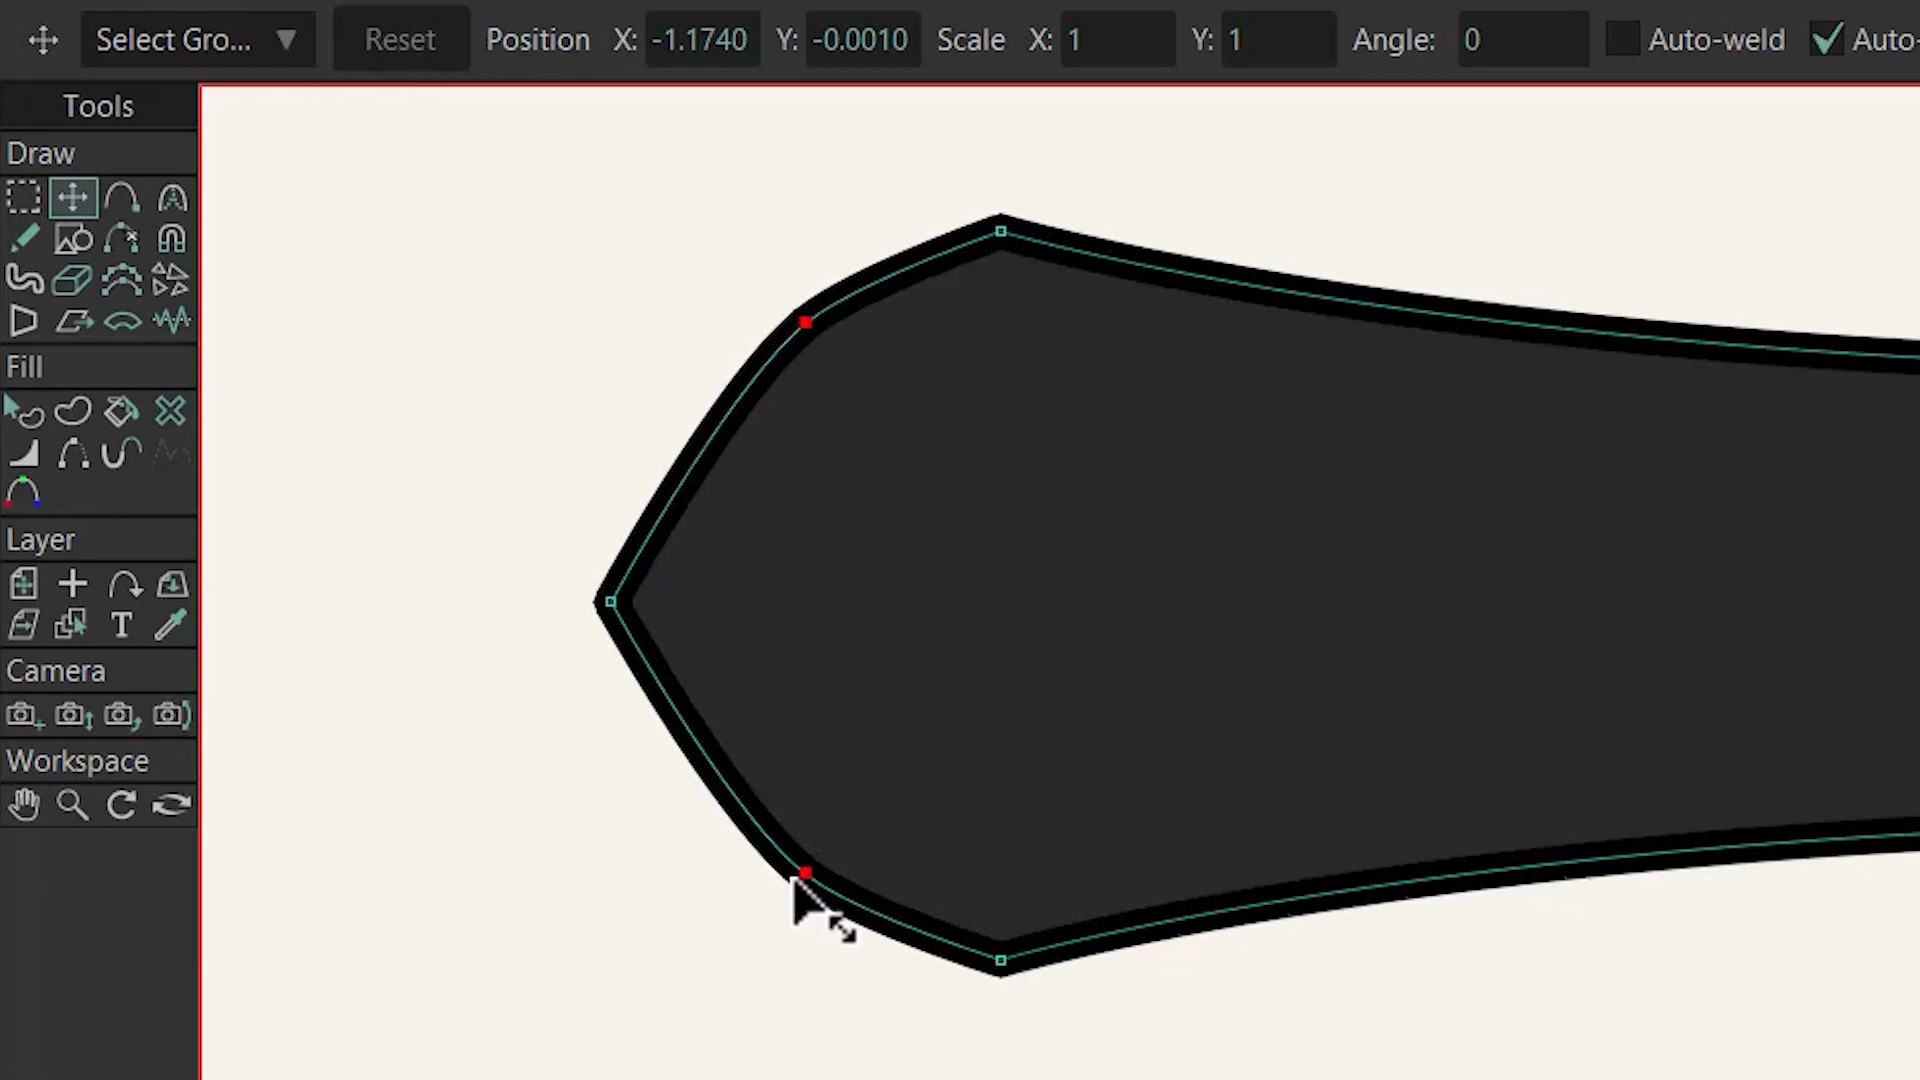 Select Gro... Reset Position X: -1.1740 Y: -0.0010 Scale X: 1 Y: 1 Angle: 0 Auto-weld Auto-
Tools
Draw
Fill
Layer
Camera
Workspace